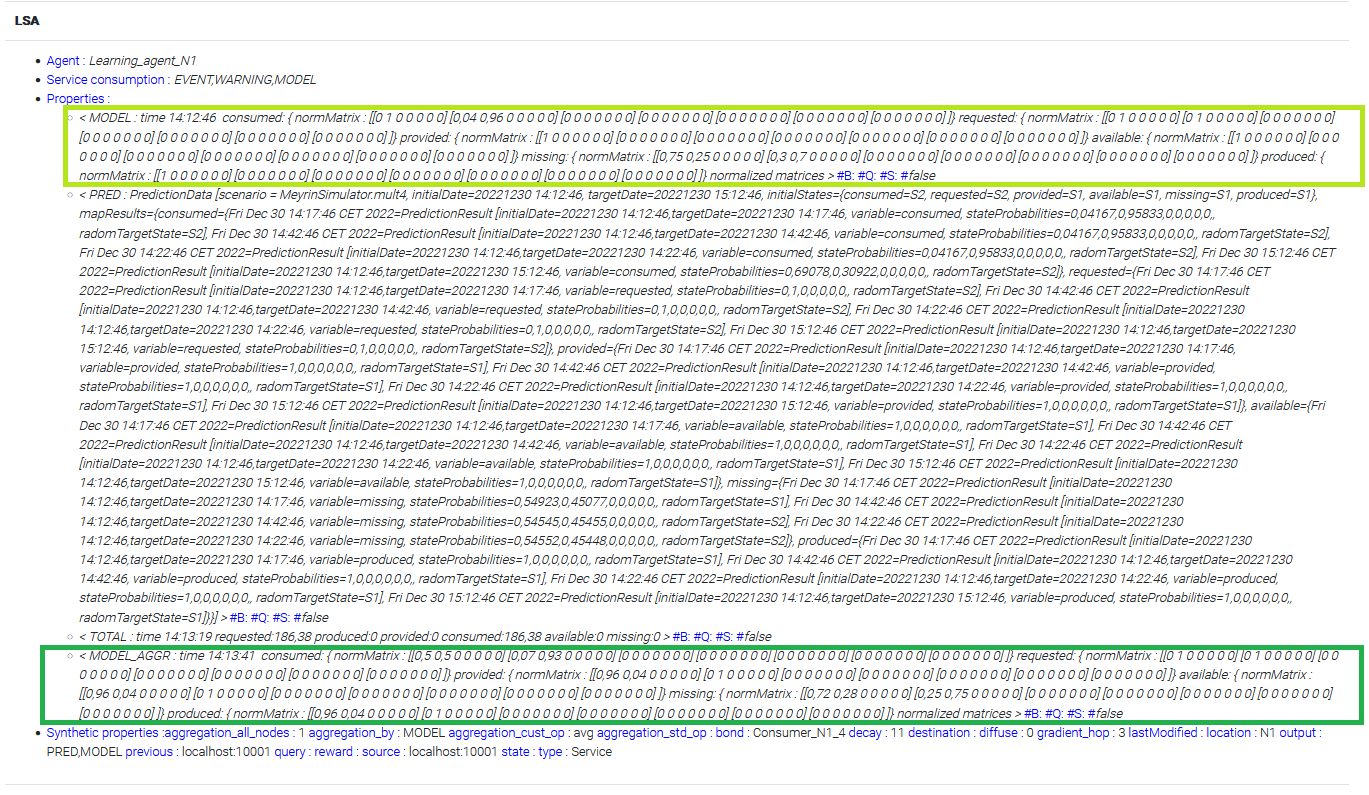 LSA
Agent : Learning_agent_N1
Service consumption : EVENT,WARNING,MODEL
Properties :
< MODEL : time 14:12:46 consumed: { normMatrix : [[0 1 0 0 0 0 0] [0,04 0,96 0 0 0 0 0] [0 0 0 0 0 0 0] [0 0 0 0 0 0 0] [0 0 0 0 0 0 0] [0 0 0 0 0 0 0] [0 0 0 0 0 0 0] ]} requested: { normMatrix : [[0 1 0 0 0 0 0] [0 1 0 0 0 0 0] [0 0 0 0 0 0 0]
[0 0 0 0 0 0 0] [0 0 0 0 0 0 0] [0 0 0 0 0 0 0] [0 0 0 0 0 0 0] ]} provided: { normMatrix : [[1 0 0 0 0 0 0] [0 0 0 0 0 0 0] [0 0 0 0 0 0 0] [0 0 0 0 0 0 0] [0 0 0 0 0 0 0] [0 0 0 0 0 0 0] [0 0 0 0 0 0 0] ]} available: { normMatrix : [[1 0 0 0 0 0 0] [0 0 0
0 0 0 0] [0 0 0 0 0 0 0] [0 0 0 0 0 0 0] [0 0 0 0 0 0 0] [0 0 0 0 0 0 0] [0 0 0 0 0 0 0] ]} missing: { normMatrix : [[0,75 0,25 0 0 0 0 0] [0,3 0,7 0 0 0 0 0] [0 0 0 0 0 0 0] [0 0 0 0 0 0 0] [0 0 0 0 0 0 0] [0 0 0 0 0 0 0] [0 0 0 0 0 0 0] ]} produced: {
normMatrix : [[1 0 0 0 0 0 0] [0 0 0 0 0 0 0] [0 0 0 0 0 0 0] [0 0 0 0 0 0 0] [0 0 0 0 0 0 0] [0 0 0 0 0 0 0] [0 0 0 0 0 0 0] ]} normalized matrices > #B: #Q: #S: #false
< PRED : PredictionData [scenario = MeyrinSimulator.mult4, initialDate=20221230 14:12:46, targetDate=20221230 15:12:46, initialStates={consumed=S2, requested=S2, provided=S1, available=S1, missing=S1, produced=S1},
mapResults={consumed={Fri Dec 30 14:17:46 CET 2022=PredictionResult [initialDate=20221230 14:12:46,targetDate=20221230 14:17:46, variable=consumed, stateProbabilities=0,04167,0,95833,0,0,0,0,0,,
radomTargetState=S2], Fri Dec 30 14:42:46 CET 2022=PredictionResult [initialDate=20221230 14:12:46,targetDate=20221230 14:42:46, variable=consumed, stateProbabilities=0,04167,0,95833,0,0,0,0,0,, radomTargetState=S2],
Fri Dec 30 14:22:46 CET 2022=PredictionResult [initialDate=20221230 14:12:46,targetDate=20221230 14:22:46, variable=consumed, stateProbabilities=0,04167,0,95833,0,0,0,0,0,, radomTargetState=S2], Fri Dec 30 15:12:46 CET
2022=PredictionResult [initialDate=20221230 14:12:46,targetDate=20221230 15:12:46, variable=consumed, stateProbabilities=0,69078,0,30922,0,0,0,0,0,, radomTargetState=S2]}, requested={Fri Dec 30 14:17:46 CET
2022=PredictionResult [initialDate=20221230 14:12:46,targetDate=20221230 14:17:46, variable=requested, stateProbabilities=0,1,0,0,0,0,0,, radomTargetState=S2], Fri Dec 30 14:42:46 CET 2022=PredictionResult
[initialDate=20221230 14:12:46,targetDate=20221230 14:42:46, variable=requested, stateProbabilities=0,1,0,0,0,0,0,, radomTargetState=S2], Fri Dec 30 14:22:46 CET 2022=PredictionResult [initialDate=20221230
14:12:46,targetDate=20221230 14:22:46, variable=requested, stateProbabilities=0,1,0,0,0,0,0,, radomTargetState=S2], Fri Dec 30 15:12:46 CET 2022=PredictionResult [initialDate=20221230 14:12:46,targetDate=20221230
15:12:46, variable=requested, stateProbabilities=0,1,0,0,0,0,0,, radomTargetState=S2]}, provided={Fri Dec 30 14:17:46 CET 2022=PredictionResult [initialDate=20221230 14:12:46,targetDate=20221230 14:17:46,
variable=provided, stateProbabilities=1,0,0,0,0,0,0,, radomTargetState=S1], Fri Dec 30 14:42:46 CET 2022=PredictionResult [initialDate=20221230 14:12:46,targetDate=20221230 14:42:46, variable=provided,
stateProbabilities=1,0,0,0,0,0,0,, radomTargetState=S1], Fri Dec 30 14:22:46 CET 2022=PredictionResult [initialDate=20221230 14:12:46,targetDate=20221230 14:22:46, variable=provided, stateProbabilities=1,0,0,0,0,0,0,,
radomTargetState=S1], Fri Dec 30 15:12:46 CET 2022=PredictionResult [initialDate=20221230 14:12:46,targetDate=20221230 15:12:46, variable=provided, stateProbabilities=1,0,0,0,0,0,0,, radomTargetState=S1]}, available={Fri
Dec 30 14:17:46 CET 2022=PredictionResult [initialDate=20221230 14:12:46,targetDate=20221230 14:17:46, variable=available, stateProbabilities=1,0,0,0,0,0,0,, radomTargetState=S1], Fri Dec 30 14:42:46 CET
2022=PredictionResult [initialDate=20221230 14:12:46,targetDate=20221230 14:42:46, variable=available, stateProbabilities=1,0,0,0,0,0,0,, radomTargetState=S1], Fri Dec 30 14:22:46 CET 2022=PredictionResult
[initialDate=20221230 14:12:46,targetDate=20221230 14:22:46, variable=available, stateProbabilities=1,0,0,0,0,0,0,, radomTargetState=S1], Fri Dec 30 15:12:46 CET 2022=PredictionResult [initialDate=20221230
14:12:46,targetDate=20221230 15:12:46, variable=available, stateProbabilities=1,0,0,0,0,0,0,, radomTargetState=S1]}, missing={Fri Dec 30 14:17:46 CET 2022=PredictionResult [initialDate=20221230
14:12:46,targetDate=20221230 14:17:46, variable=missing, stateProbabilities=0,54923,0,45077,0,0,0,0,0,, radomTargetState=S1], Fri Dec 30 14:42:46 CET 2022=PredictionResult [initialDate=20221230
14:12:46,targetDate=20221230 14:42:46, variable=missing, stateProbabilities=0,54545,0,45455,0,0,0,0,0,, radomTargetState=S2], Fri Dec 30 14:22:46 CET 2022=PredictionResult [initialDate=20221230
14:12:46,targetDate=20221230 14:22:46, variable=missing, stateProbabilities=0,54552,0,45448,0,0,0,0,0,, radomTargetState=S2]}, produced={Fri Dec 30 14:17:46 CET 2022=PredictionResult [initialDate=20221230
14:12:46,targetDate=20221230 14:17:46, variable=produced, stateProbabilities=1,0,0,0,0,0,0,, radomTargetState=S1], Fri Dec 30 14:42:46 CET 2022=PredictionResult [initialDate=20221230 14:12:46,targetDate=20221230
14:42:46, variable=produced, stateProbabilities=1,0,0,0,0,0,0,, radomTargetState=S1], Fri Dec 30 14:22:46 CET 2022=PredictionResult [initialDate=20221230 14:12:46,targetDate=20221230 14:22:46, variable=produced,
stateProbabilities=1,0,0,0,0,0,0,, radomTargetState=S1], Fri Dec 30 15:12:46 CET 2022=PredictionResult [initialDate=20221230 14:12:46,targetDate=20221230 15:12:46, variable=produced, stateProbabilities=1,0,0,0,0,0,0,,
radomTargetState=S1]}}] > #B: #Q: #S: #false
< TOTAL : time 14:13:19 requested:186,38 produced:0 provided:0 consumed:186,38 available:0 missing:0 > #B: #Q: #S: #false
< MODEL_AGGR : time 14:13:41 consumed: { normMatrix : [[0,5 0,5 0 0 0 0 0] [0,07 0,93 0 0 0 0 0] [0 0 0 0 0 0 0] [0 0 0 0 0 0 0] [0 0 0 0 0 0 0] [0 0 0 0 0 0 0] [0 0 0 0 0 0 0] ]} requested: { normMatrix : [[0 1 0 0 0 0 0] [0 1 0 0 0 0 0] [0 0
0 0 0 0 0] [0 0 0 0 0 0 0] [0 0 0 0 0 0 0] [0 0 0 0 0 0 0] [0 0 0 0 0 0 0] ]} provided: { normMatrix : [[0,96 0,04 0 0 0 0 0] [0 1 0 0 0 0 0] [0 0 0 0 0 0 0] [0 0 0 0 0 0 0] [0 0 0 0 0 0 0] [0 0 0 0 0 0 0] [0 0 0 0 0 0 0] ]} available: { normMatrix :
[[0,96 0,04 0 0 0 0 0] [0 1 0 0 0 0 0] [0 0 0 0 0 0 0] [0 0 0 0 0 0 0] [0 0 0 0 0 0 0] [0 0 0 0 0 0 0] [0 0 0 0 0 0 0] ]} missing: { normMatrix : [[0,72 0,28 0 0 0 0 0] [0,25 0,75 0 0 0 0 0] [0 0 0 0 0 0 0] [0 0 0 0 0 0 0] [0 0 0 0 0 0 0] [0 0 0 0 0 0 0]
[0 0 0 0 0 0 0] ]} produced: { normMatrix : [[0,96 0,04 0 0 0 0 0] [0 1 0 0 0 0 0] [0 0 0 0 0 0 0] [0 0 0 0 0 0 0] [0 0 0 0 0 0 0] [0 0 0 0 0 0 0] [0 0 0 0 0 0 0] ]} normalized matrices > #B: #Q: #S: #false
Synthetic properties :aggregation_all_nodes : 1 aggregation_by : MODEL aggregation_cust_op : avg aggregation_std_op : bond : Consumer_N1_4 decay : 11 destination : diffuse : 0 gradient_hop : 3 lastModified : location : N1 output :
PRED,MODEL previous : localhost:10001 query : reward : source : localhost:10001 state : type : Service